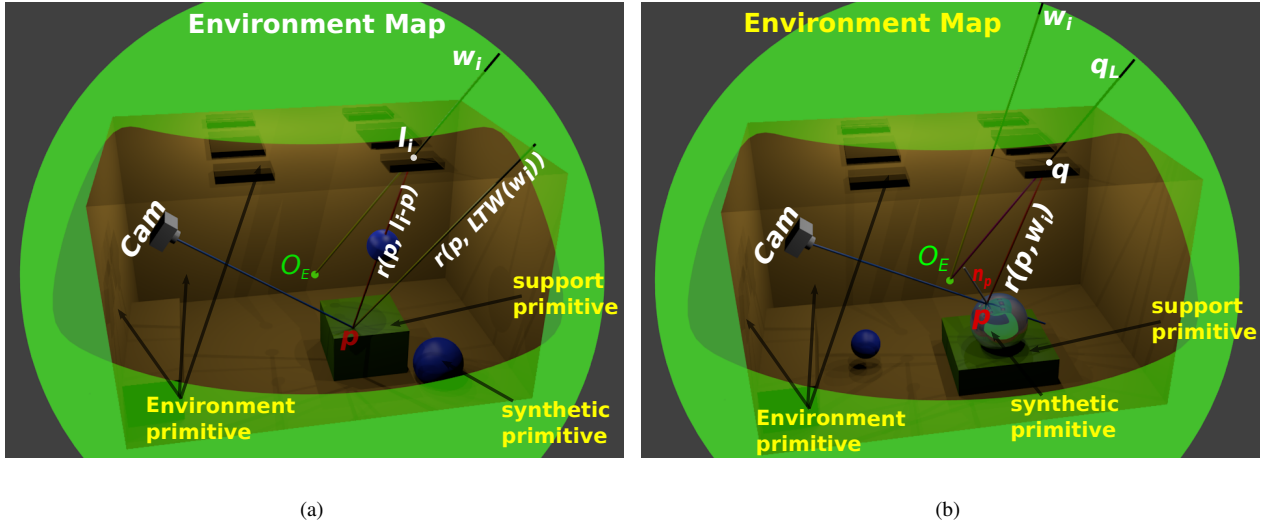 Environment Map
w_i
l_i
r(p, l_i-p)
r(p, LTW(w_i))
Cam
O_E
support
primitive
p
Environment
primitive
synthetic
primitive
(a)
Environment Map
w_i
q_L
q
Cam
r(p,w_i)
O_E
n_p
p
support
primitive
Environment
primitive
synthetic
primitive
(b)